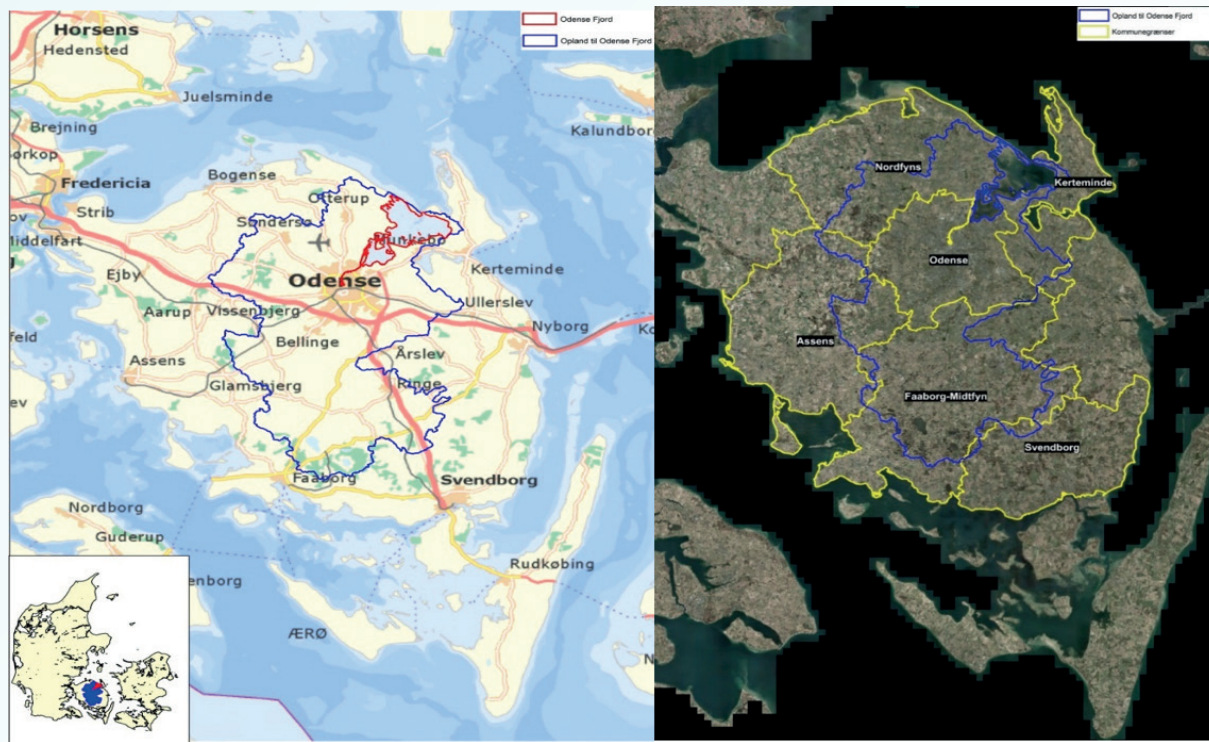 Odense Fjord
Opland til Odense Fjord
Horsens
Hedensted
Juelsminde
Kalundborg
Brejning
Fredericia
Strib
Bogense
Otterup
Søndersø
Munkebo
Odense
Kerteminde
Ejby
Aarup
Vissenbjerg
Ullerslev
Nyborg
Bellinge
Assens
Årslev
Glamsbjerg
Ringe
Faaborg
Svendborg
Nordborg
Guderup
Rudkøbing
ÆRØ
Opland til Odense Fjord
Kommunegrænser
Nordfyns
Kerteminde
Odense
Assens
Faaborg-Midtfyn
Svendborg